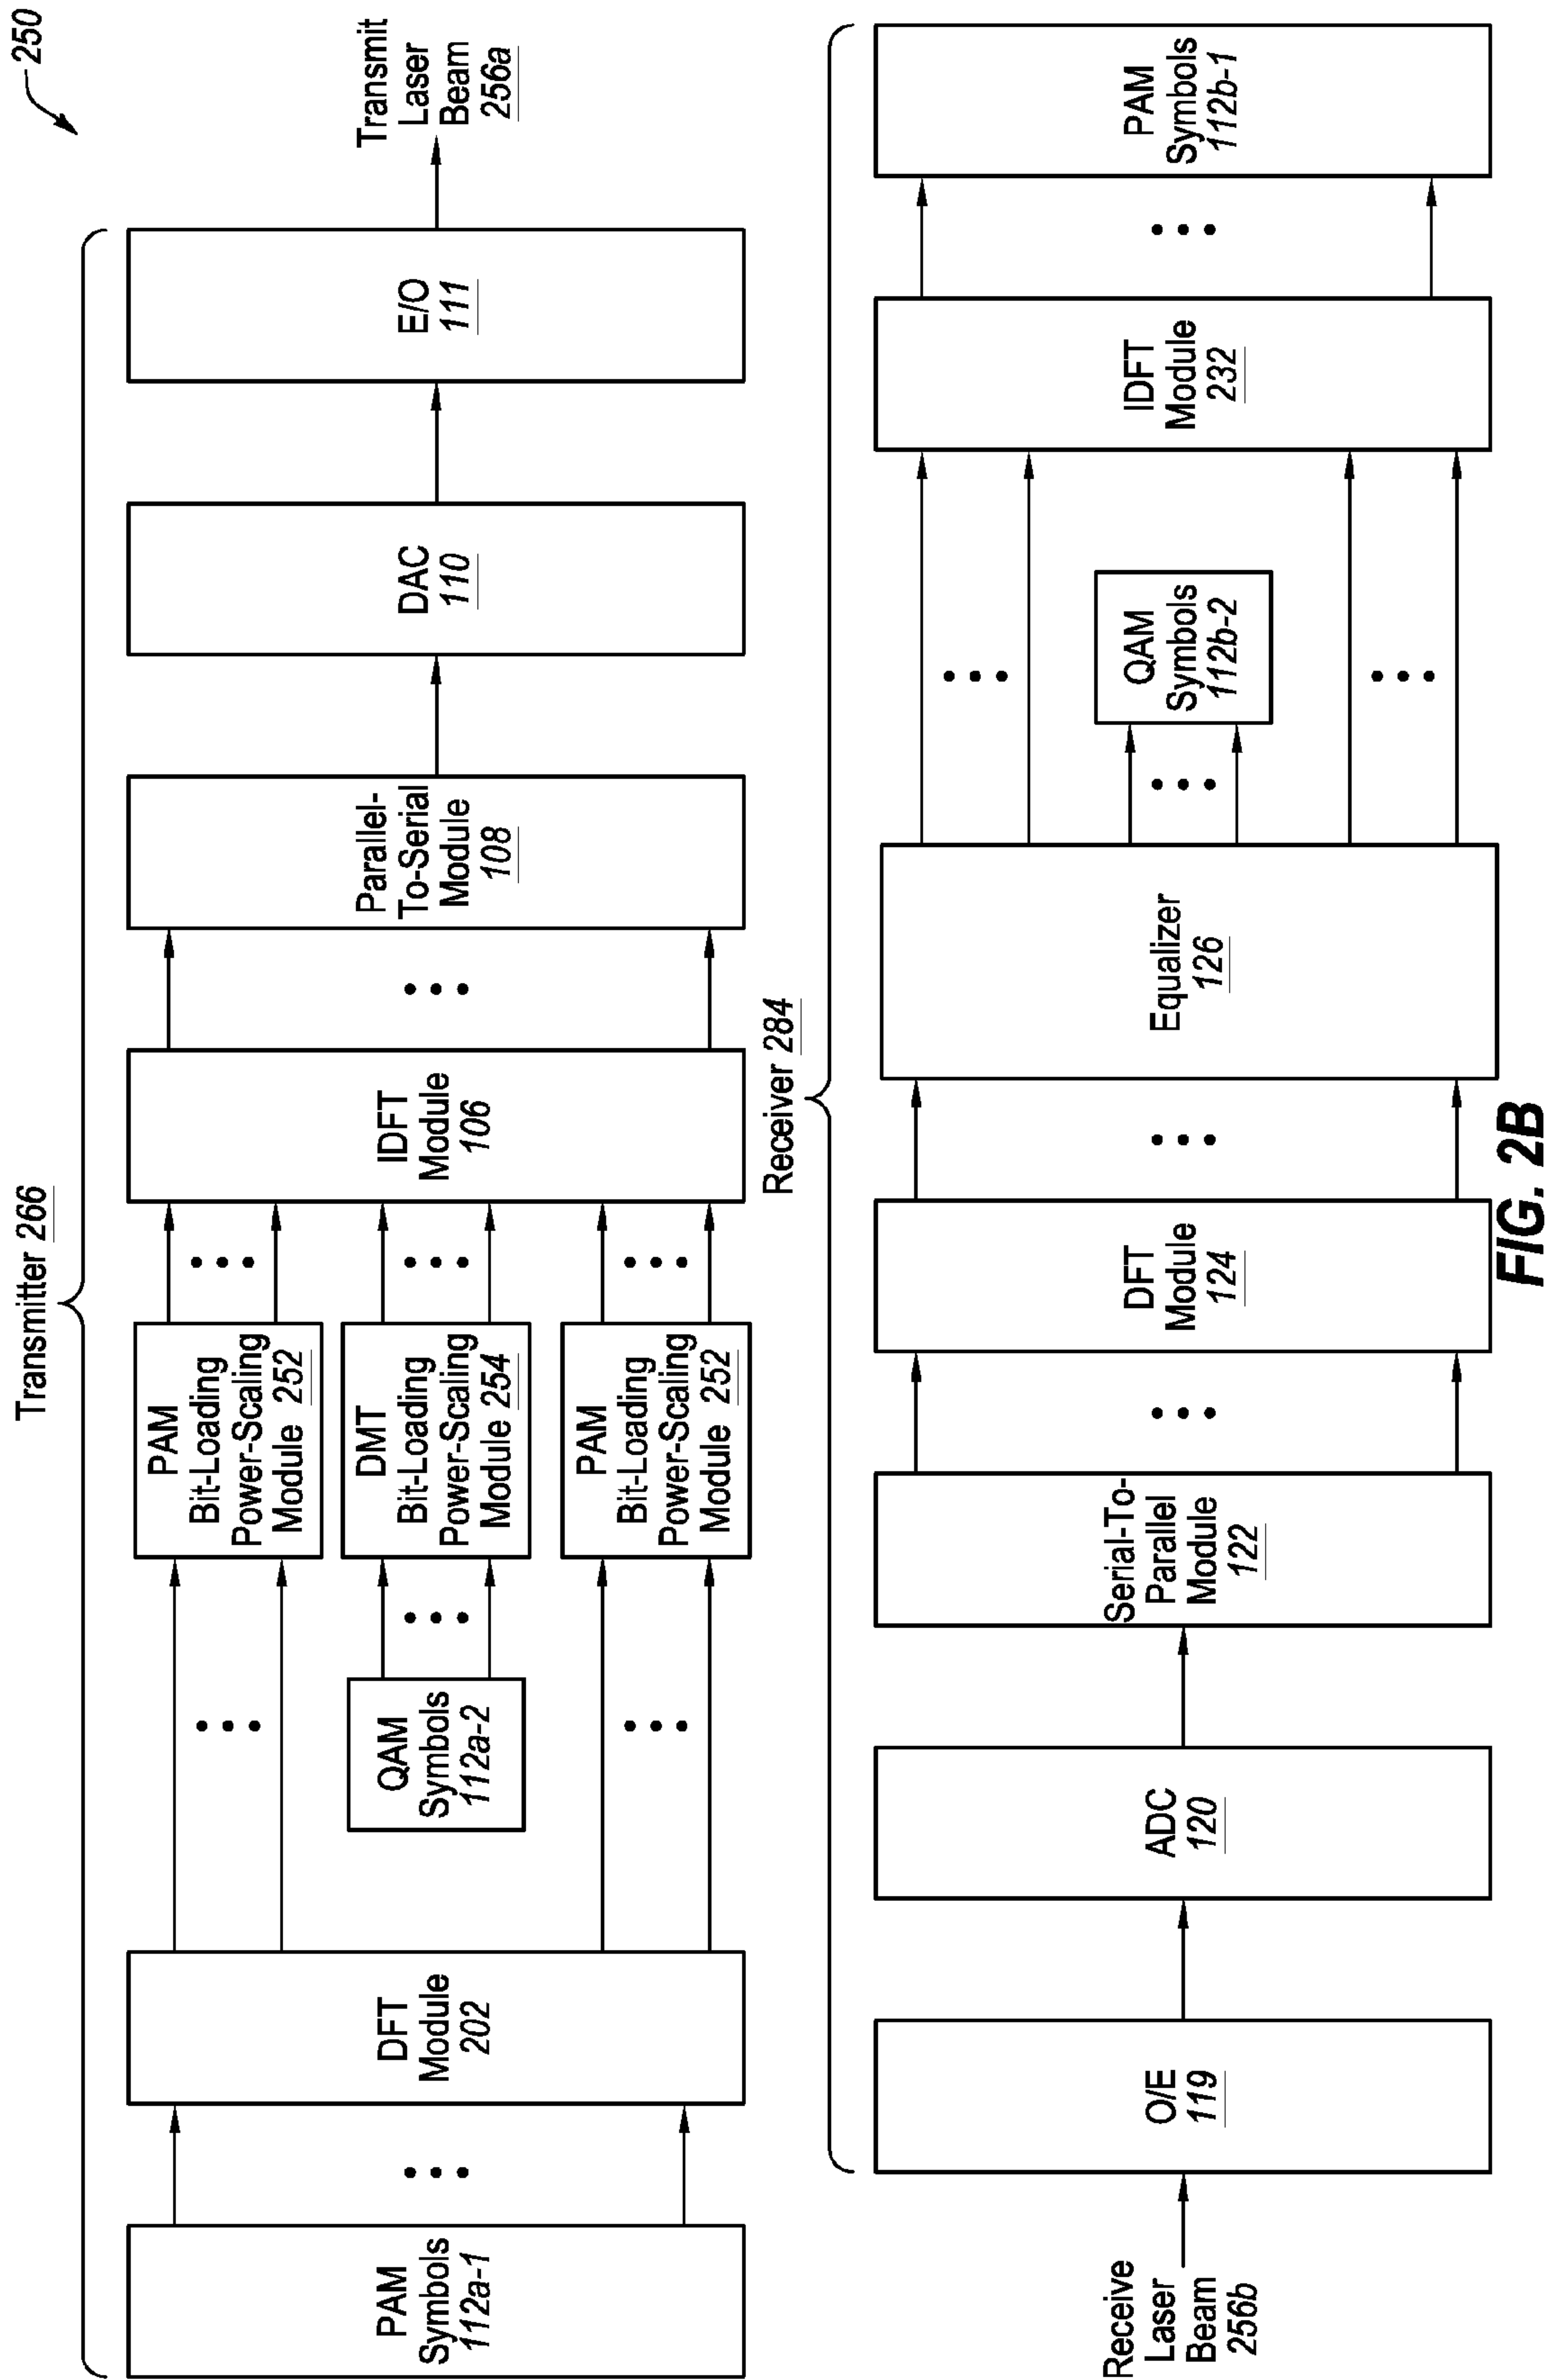 250
Transmitter 266
PAM
Symbols
112a-1
DFT
Module
202
QAM
Symbols
112a-2
PAM
Bit-Loading
Power-Scaling
Module 252
DMT
Bit-Loading
Power-Scaling
Module 254
PAM
Bit-Loading
Power-Scaling
Module 252
IDFT
Module
106
Parallel-
To-Serial
Module
108
DAC
110
E/O
111
Transmit
Laser
Beam
256a
Receiver 284
Receive
Laser
Beam
256b
O/E
119
ADC
120
Serial-To-
Parallel
Module
122
DFT
Module
124
Equalizer
126
QAM
Symbols
112b-2
IDFT
Module
232
PAM
Symbols
112b-1
FIG. 2B